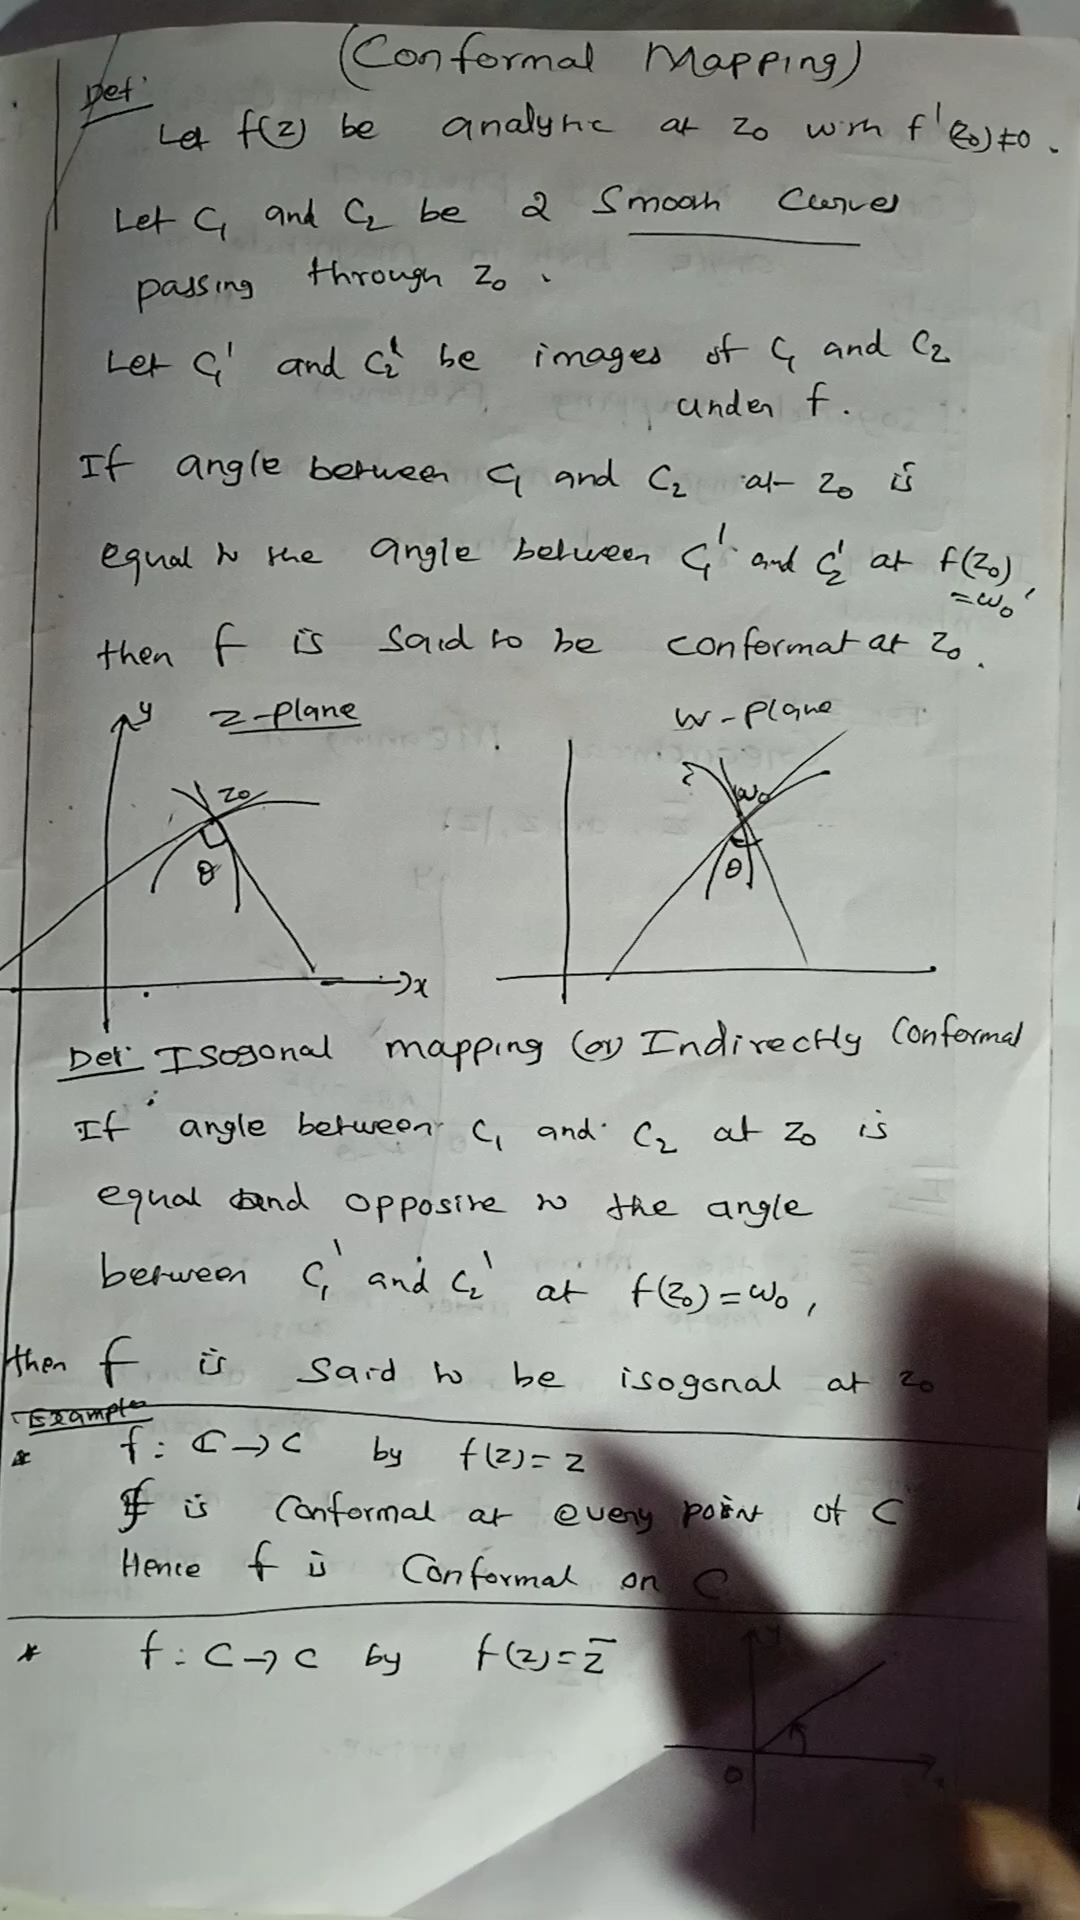 (Conformal Mapping)
Def:
Let f(z) be analytic at z₀ with f'(z₀)≠0.
Let C₁ and C₂ be 2 Smooth Curves
passing through z₀.
Let C₁' and C₂' be images of C₁ and C₂
under f.
If angle between C₁ and C₂ at z₀ is
equal to the angle between C₁' and C₂' at f(z₀)
=ω₀,
then f is said to be conformal at z₀.
y z-plane
w-plane
z₀
ω₀
θ
θ
x
Def: Isogonal mapping (or) Indirectly Conformal
If angle between C₁ and C₂ at z₀ is
equal and opposite to the angle
between C₁' and C₂' at f(z₀)=ω₀,
then f is said to be isogonal at z₀
Example
* f: C→C by f(z)=z
f is conformal at every point of C
Hence f is Conformal on C
* f: C→C by f(z)=z̅
y
O